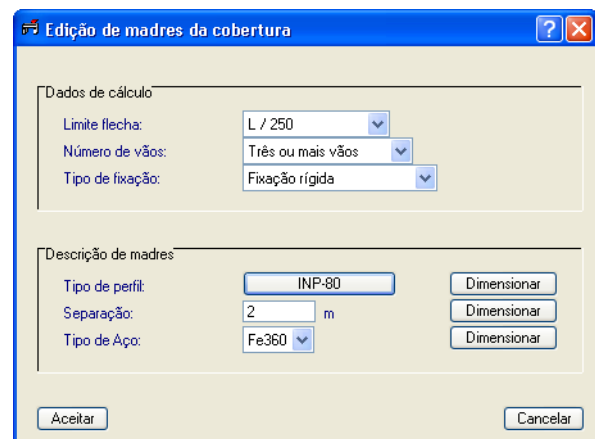 Edição de madres da cobertura
Dados de cálculo
Limite flecha: L / 250
Número de vãos: Três ou mais vãos
Tipo de fixação: Fixação rígida
Descrição de madres
Tipo de perfil: INP-80 Dimensionar
Separação: 2 m Dimensionar
Tipo de Aço: Fe360 Dimensionar
Aceitar Cancelar